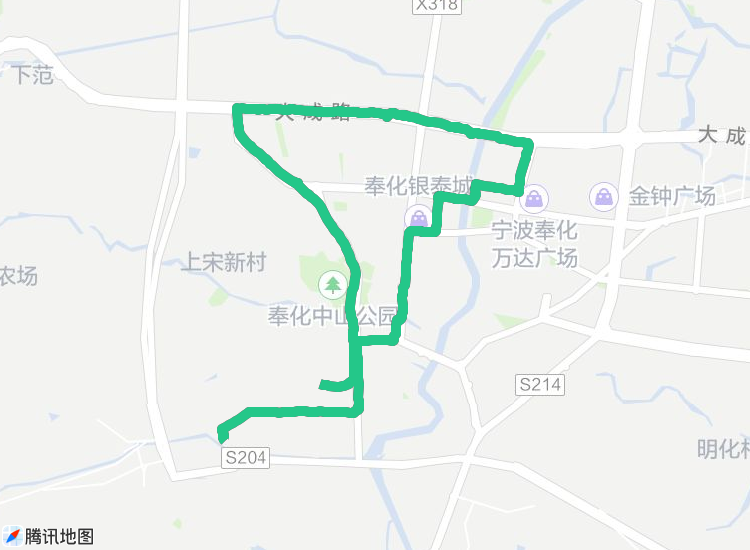 X318
下范
大成路
大成
奉化银泰城
金钟广场
宁波奉化
万达广场
上宋新村
农场
奉化中山公园
S214
S204
明化村
腾讯地图